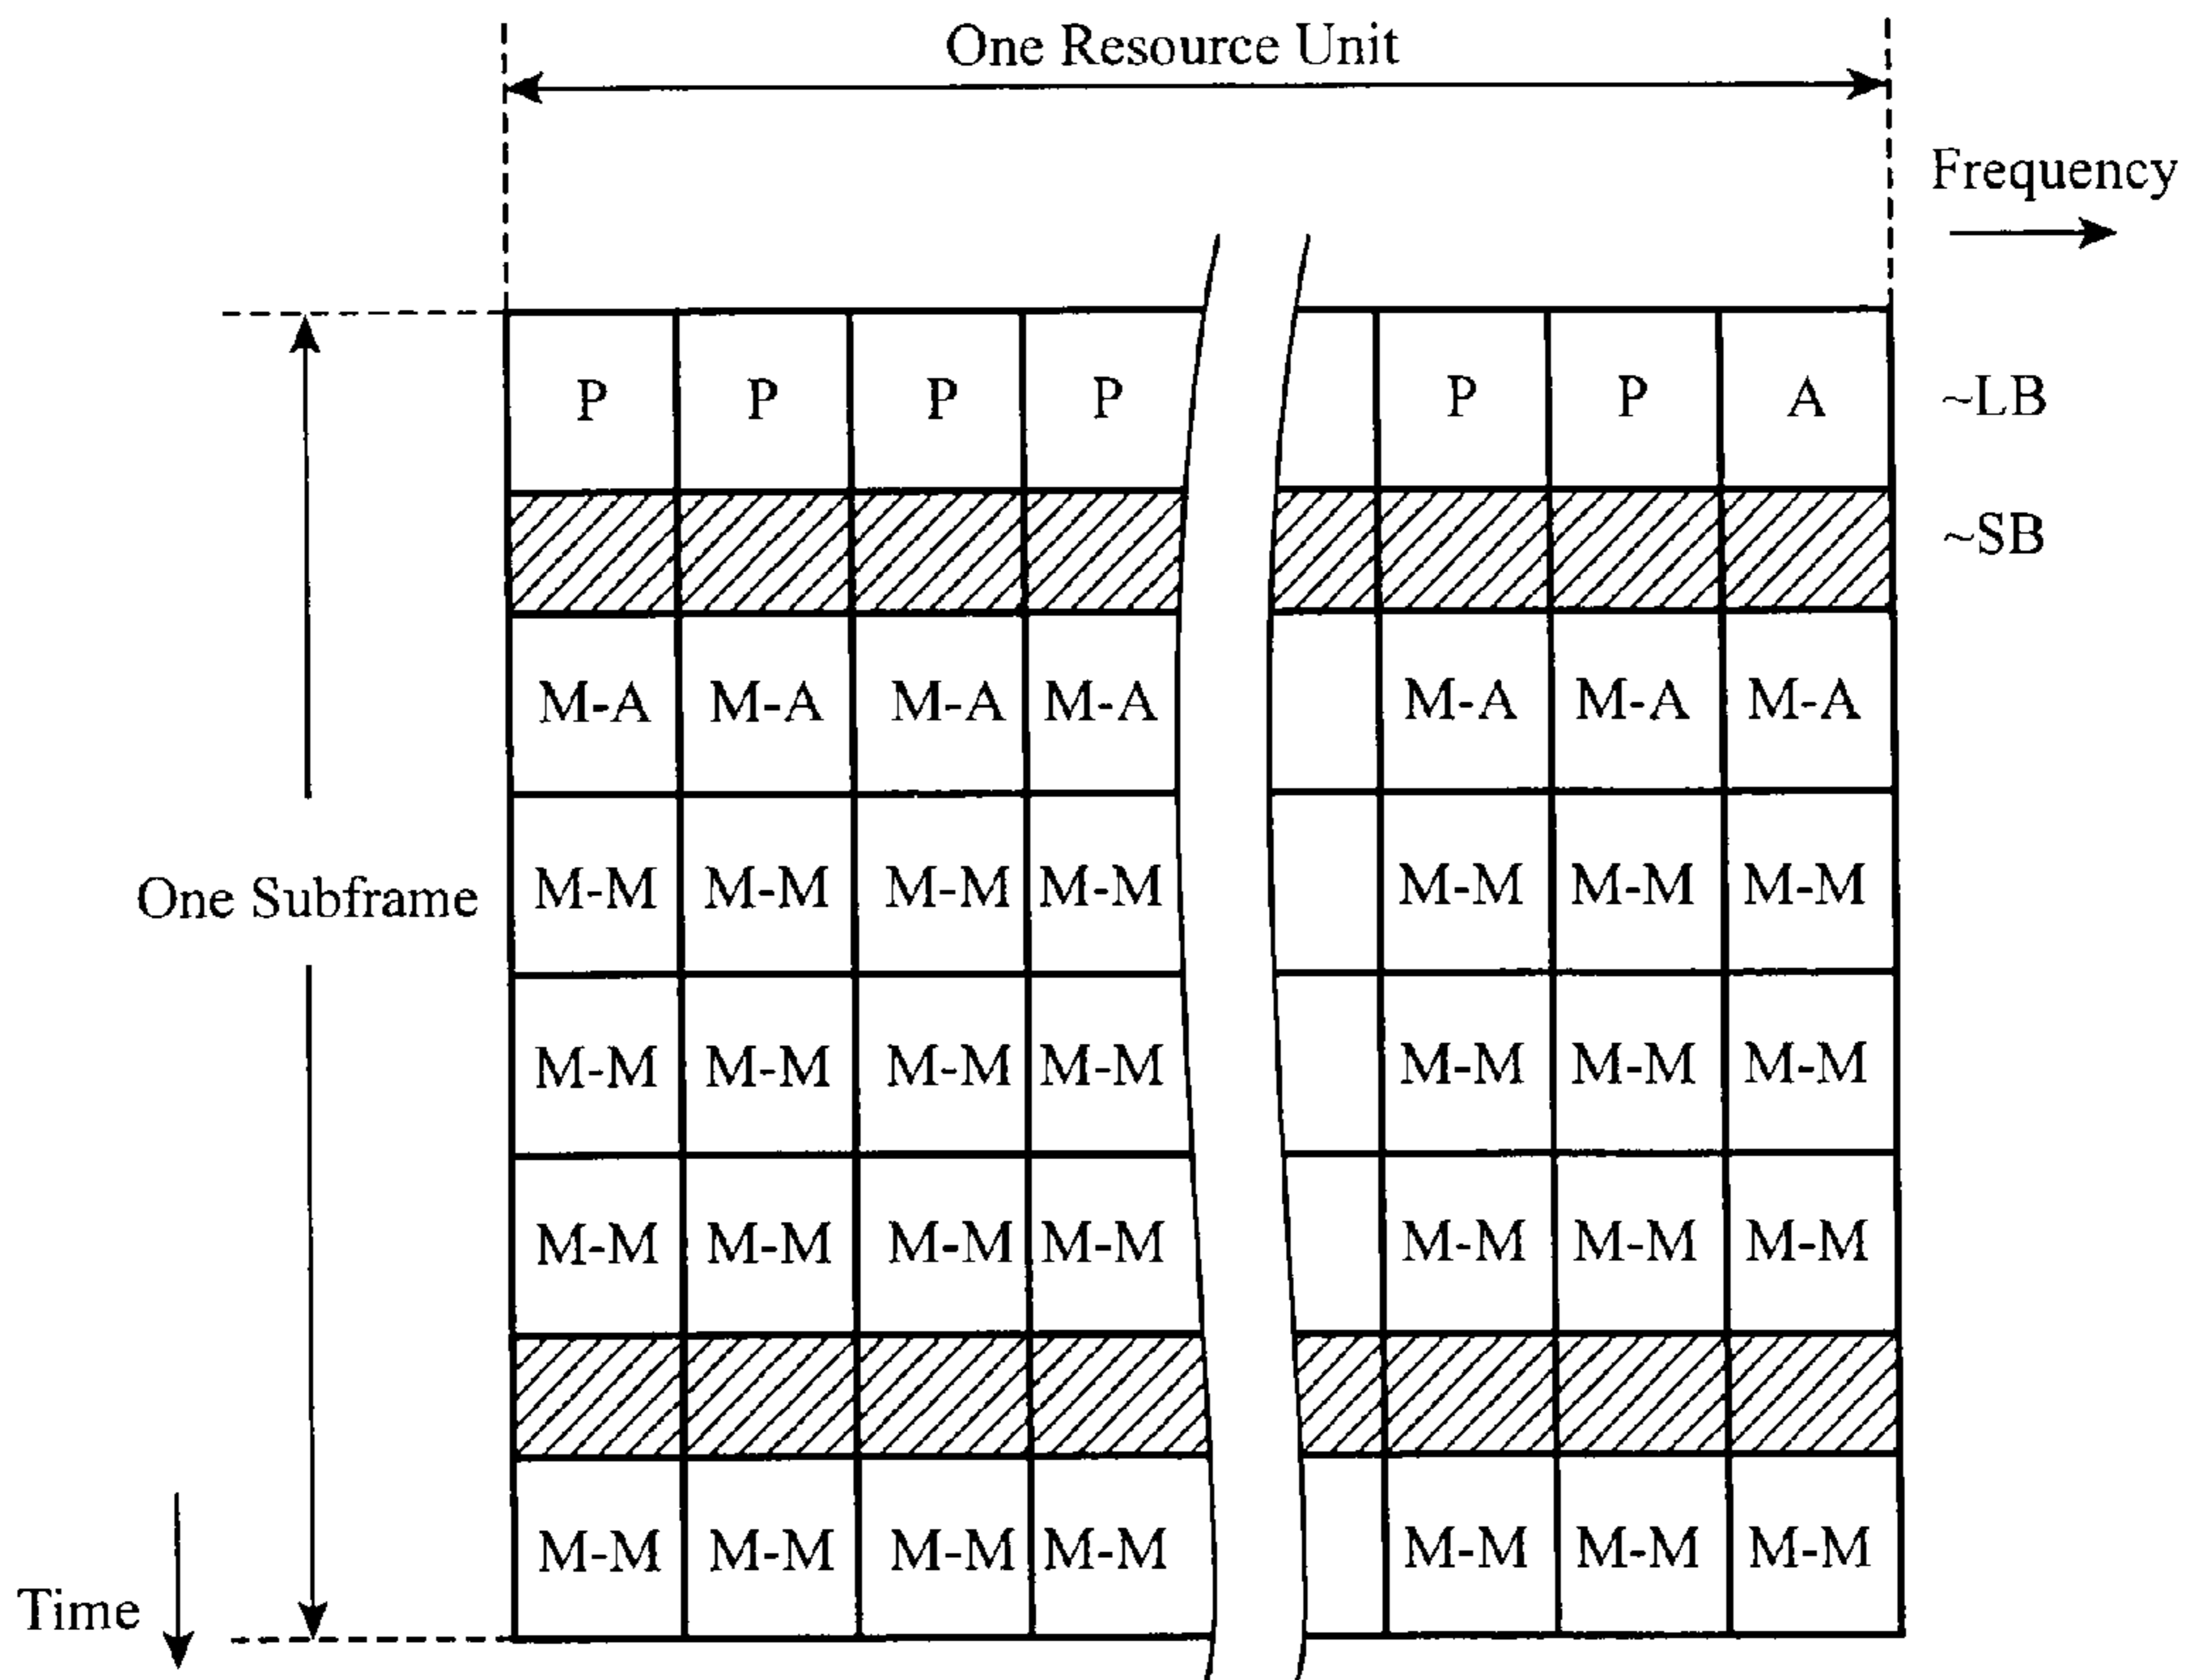 One Resource Unit
Frequency
P P P P P P A ~LB
~SB
M-A M-A M-A M-A M-A M-A M-A
M-M M-M M-M M-M M-M M-M M-M
One Subframe
M-M M-M M-M M-M M-M M-M M-M
M-M M-M M-M M-M M-M M-M M-M
M-M M-M M-M M-M M-M M-M M-M
Time